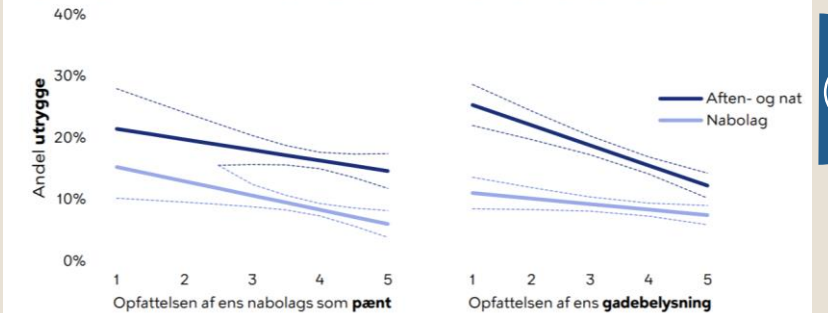 40%
30%
20%
10%
0%
Andel utrygge
1 2 3 4 5
Opfattelsen af ens nabolags som pænt
1 2 3 4 5
Opfattelsen af ens gadebelysning
Aften- og nat
Nabolag